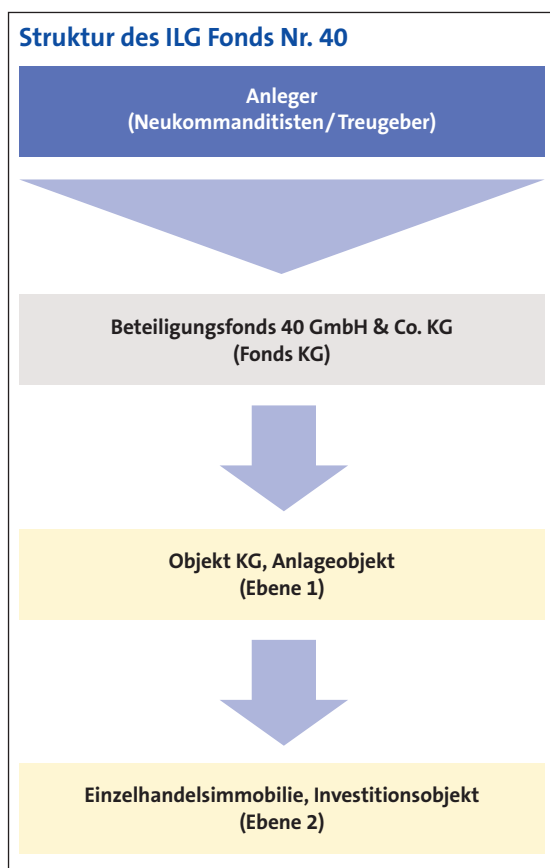 Struktur des ILG Fonds Nr. 40
Anleger
(Neukommanditisten/Treugeber)
Beteiligungsfonds 40 GmbH & Co. KG
(Fonds KG)
Objekt KG, Anlageobjekt
(Ebene 1)
Einzelhandelsimmobilie, Investitionsobjekt
(Ebene 2)